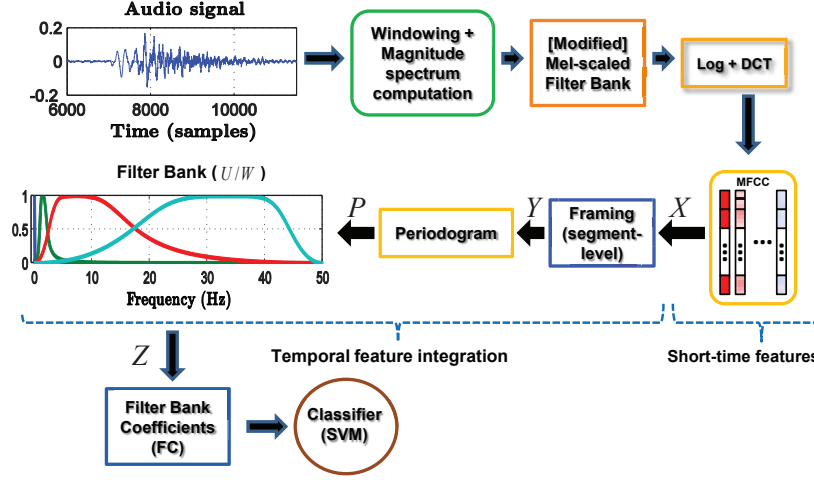 Audio signal
0.2
0
-0.2
6000 8000 10000
Time (samples)
Windowing +
Magnitude
spectrum
computation
[Modified]
Mel-scaled
Filter Bank
Log + DCT
MFCC
X
Framing
(segment-
level)
Y
Periodogram
P
Filter Bank ( U/W )
1
0.5
0
0 10 20 30 40 50
Frequency (Hz)
Temporal feature integration
Short-time features
Z
Filter Bank
Coefficients
(FC)
Classifier
(SVM)